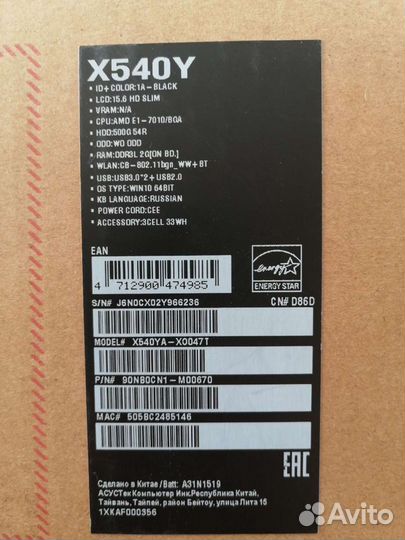 X540Y
• ID+ COLOR:1A-BLACK
• LCD:15.6 HD SLIM
• VRAM:N/A
• CPU:AMD E1-7010/BGA
• HDD:500G 54R
• ODD:WO ODD
• RAM:DDR3L 2G[ON BD.]
• WLAN:CB-802.11bgn_WW+BT
• USB:USB3.0*2+USB2.0
• OS TYPE:WIN10 64BIT
• KB LANGUAGE:RUSSIAN
• POWER CORD:CEE
• ACCESSORY:3CELL 33WH
EAN
4 712900 474985
energy
ENERGY STAR
S/N# J6N0CX02Y966236
CN# D86D
MODEL# X540YA-XO047T
P/N# 90NB0CN1-M00670
MAC# 505BC2485146
EAC
Сделано в Китае/Batt: A31N1519
АСУСТек Компьютер Инк.Республика Китай,
Тайвань, Тайпей, район Бейтоу, улица Лите 15
1XKAF000356
Avito